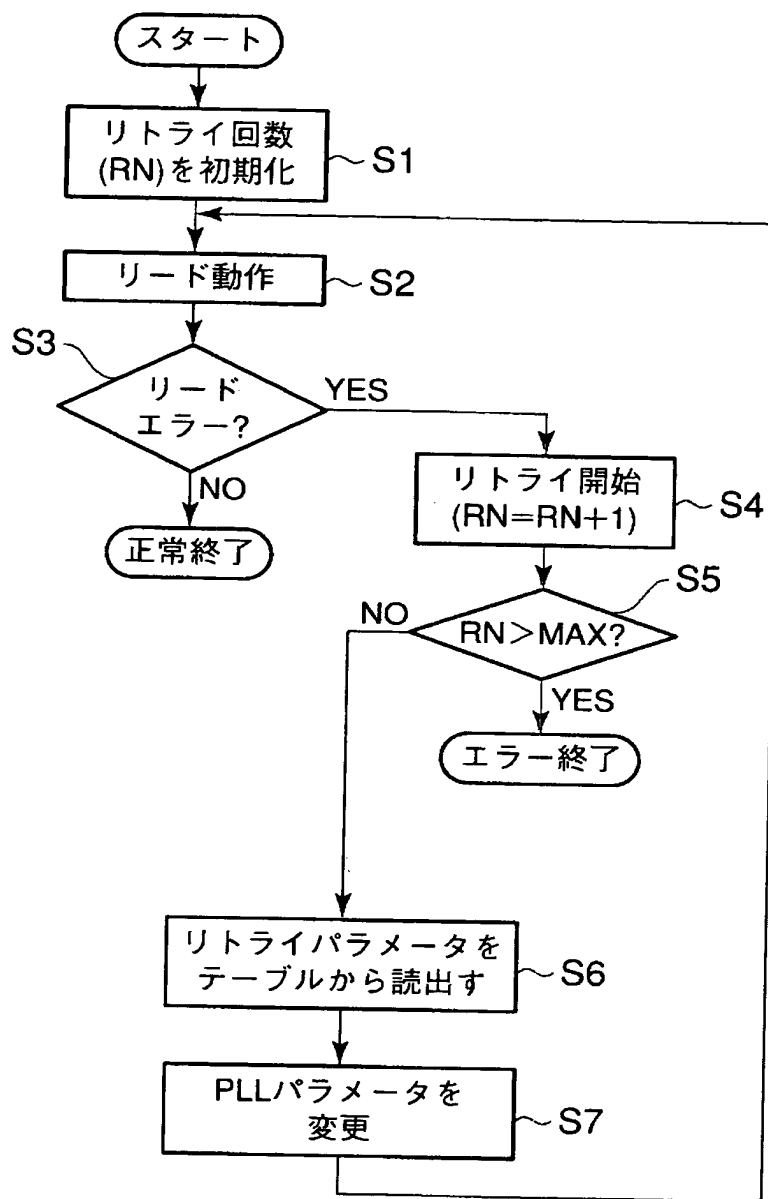 スタート
リトライ回数
(RN)を初期化
S1
リード動作
S2
S3
リード
エラー?
YES
NO
正常終了
リトライ開始
(RN=RN+1)
S4
S5
RN>MAX?
NO
YES
エラー終了
リトライパラメータを
テーブルから読出す
S6
PLLパラメータを
変更
S7